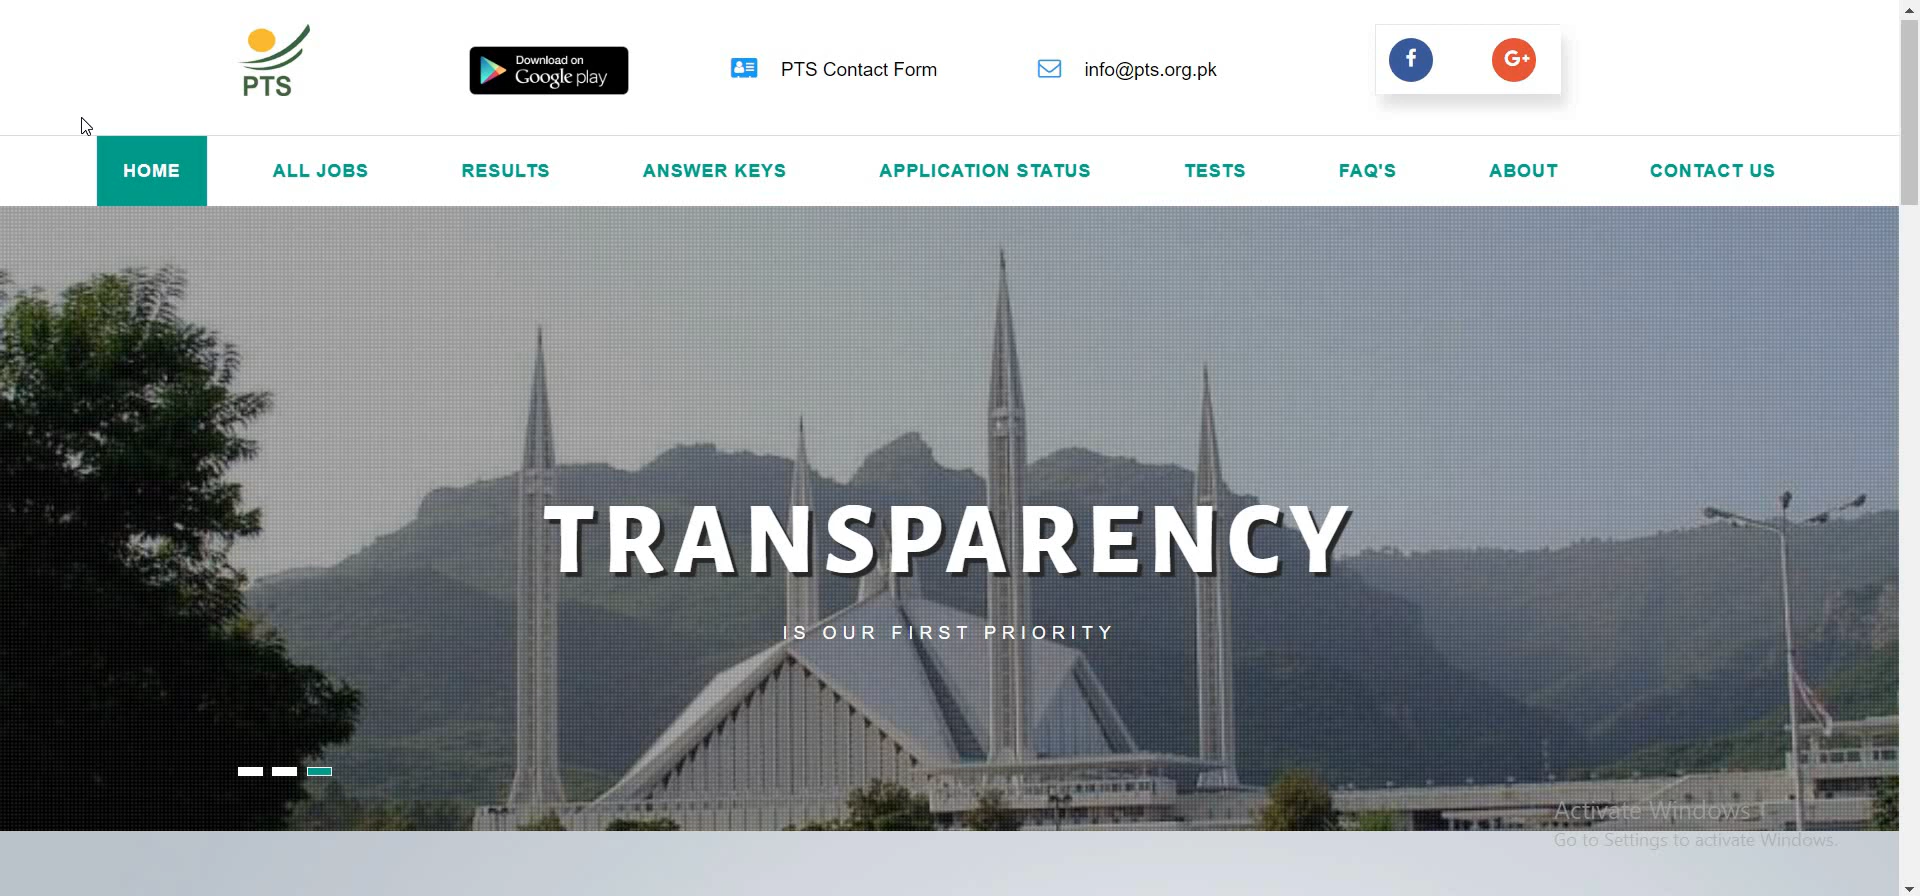 PTS
Download on
Google play
PTS Contact Form
info@pts.org.pk
f
G+
HOME
ALL JOBS
RESULTS
ANSWER KEYS
APPLICATION STATUS
TESTS
FAQ'S
ABOUT
CONTACT US
TRANSPARENCY
IS OUR FIRST PRIORITY
Activate Windows
Go to Settings to activate Windows.